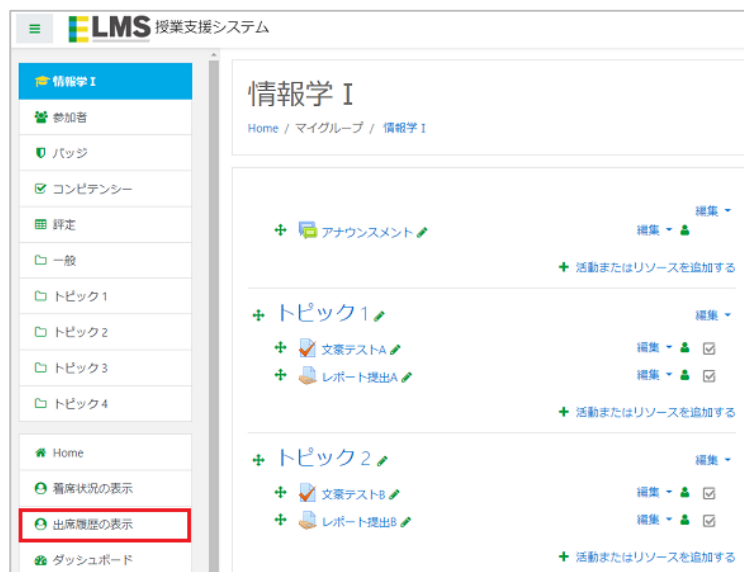 ELMS 授業支援システム
情報学 I
参加者
バッジ
コンピテンシー
評定
一般
トピック 1
トピック 2
トピック 3
トピック 4
Home
着席状況の表示
出席履歴の表示
ダッシュボード
情報学 I
Home / マイグループ / 情報学 I
編集
アナウンスメント 編集
活動またはリソースを追加する
トピック 1 編集
文豪テストA 編集
レポート提出A 編集
活動またはリソースを追加する
トピック 2 編集
文豪テストB 編集
レポート提出B 編集
活動またはリソースを追加する